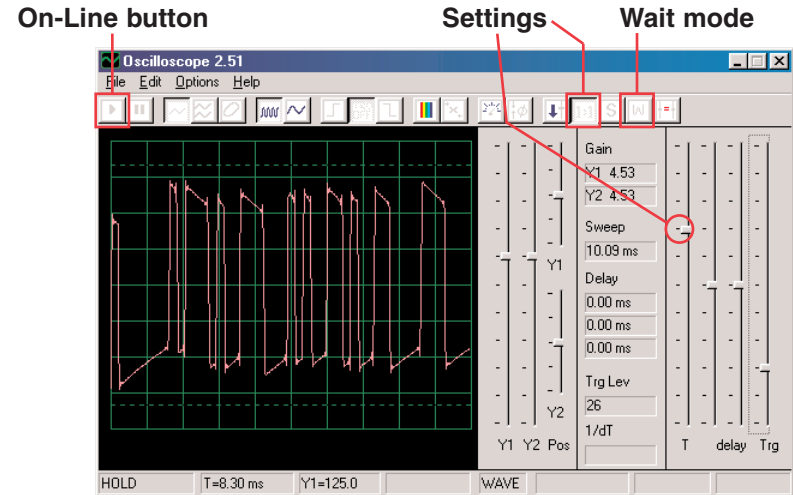 On-Line button
Settings
Wait mode
Oscilloscope 2.51
File Edit Options Help
Gain
Y1 4.53
Y2 4.53
Sweep
10.09 ms
Delay
0.00 ms
0.00 ms
0.00 ms
Trg Lev
26
1/dT
Y1
Y2
Y1 Y2 Pos
T delay Trg
HOLD T=8.30 ms Y1=125.0 WAVE